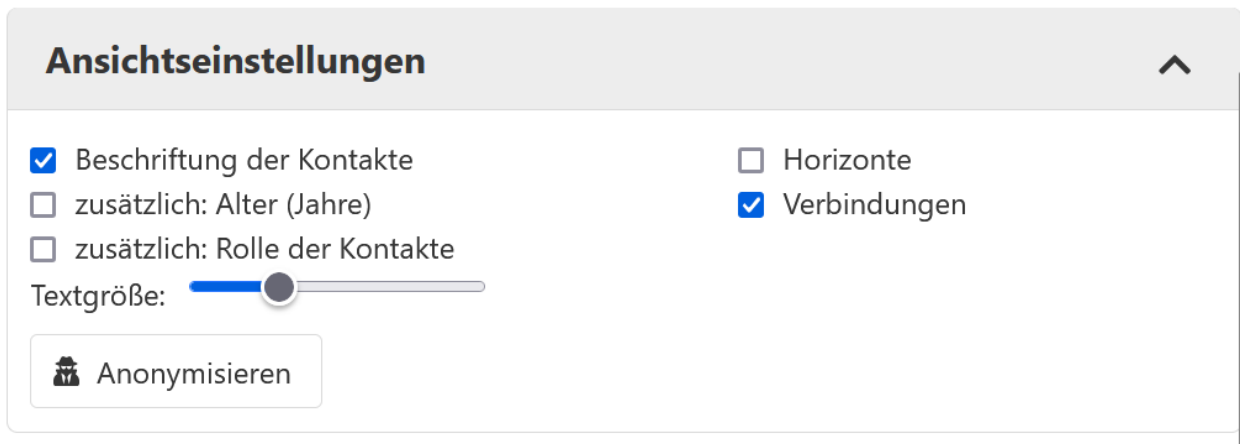 Ansichtseinstellungen
Beschriftung der Kontakte
zusätzlich: Alter (Jahre)
zusätzlich: Rolle der Kontakte
Textgröße:
Anonymisieren
Horizonte
Verbindungen